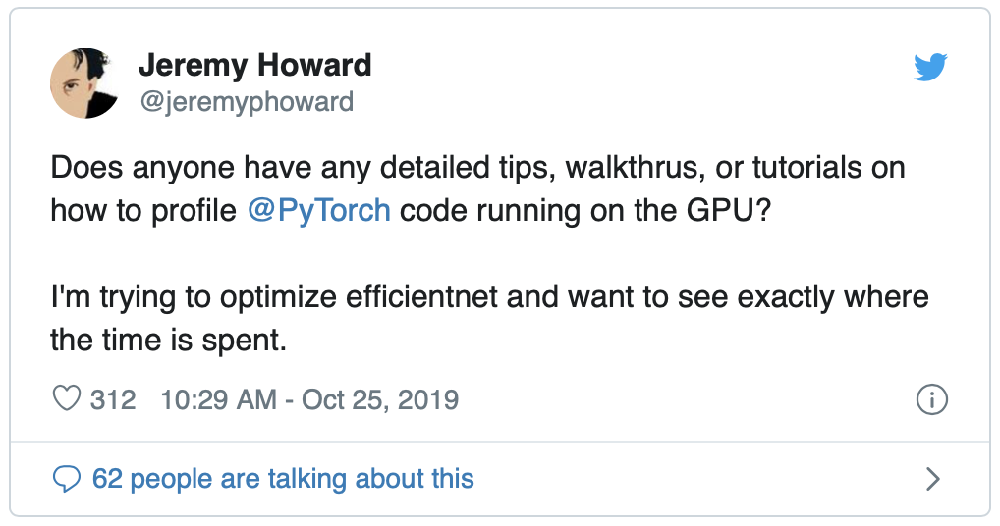 Jeremy Howard
@jeremyphoward
Does anyone have any detailed tips, walkthrus, or tutorials on
how to profile @PyTorch code running on the GPU?
I'm trying to optimize efficientnet and want to see exactly where
the time is spent.
312 10:29 AM - Oct 25, 2019
62 people are talking about this